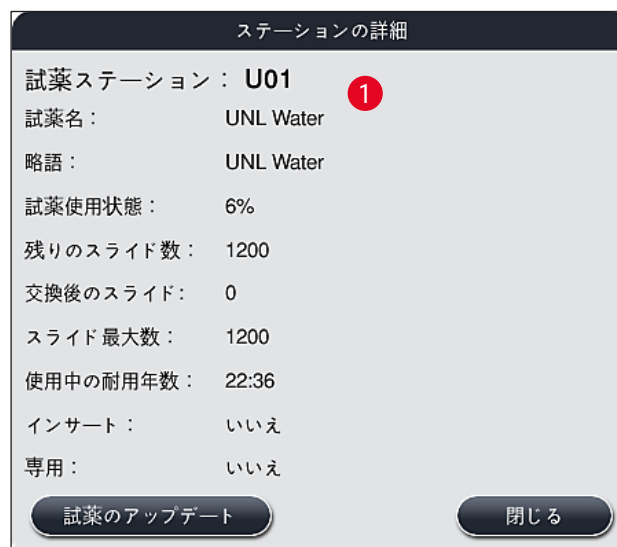 ステーションの詳細
試薬ステーション： U01
1
試薬名： UNL Water
略語： UNL Water
試薬使用状態： 6%
残りのスライド数： 1200
交換後のスライド： 0
スライド最大数： 1200
使用中の耐用年数： 22:36
インサート： いいえ
専用： いいえ
試薬のアップデート 閉じる